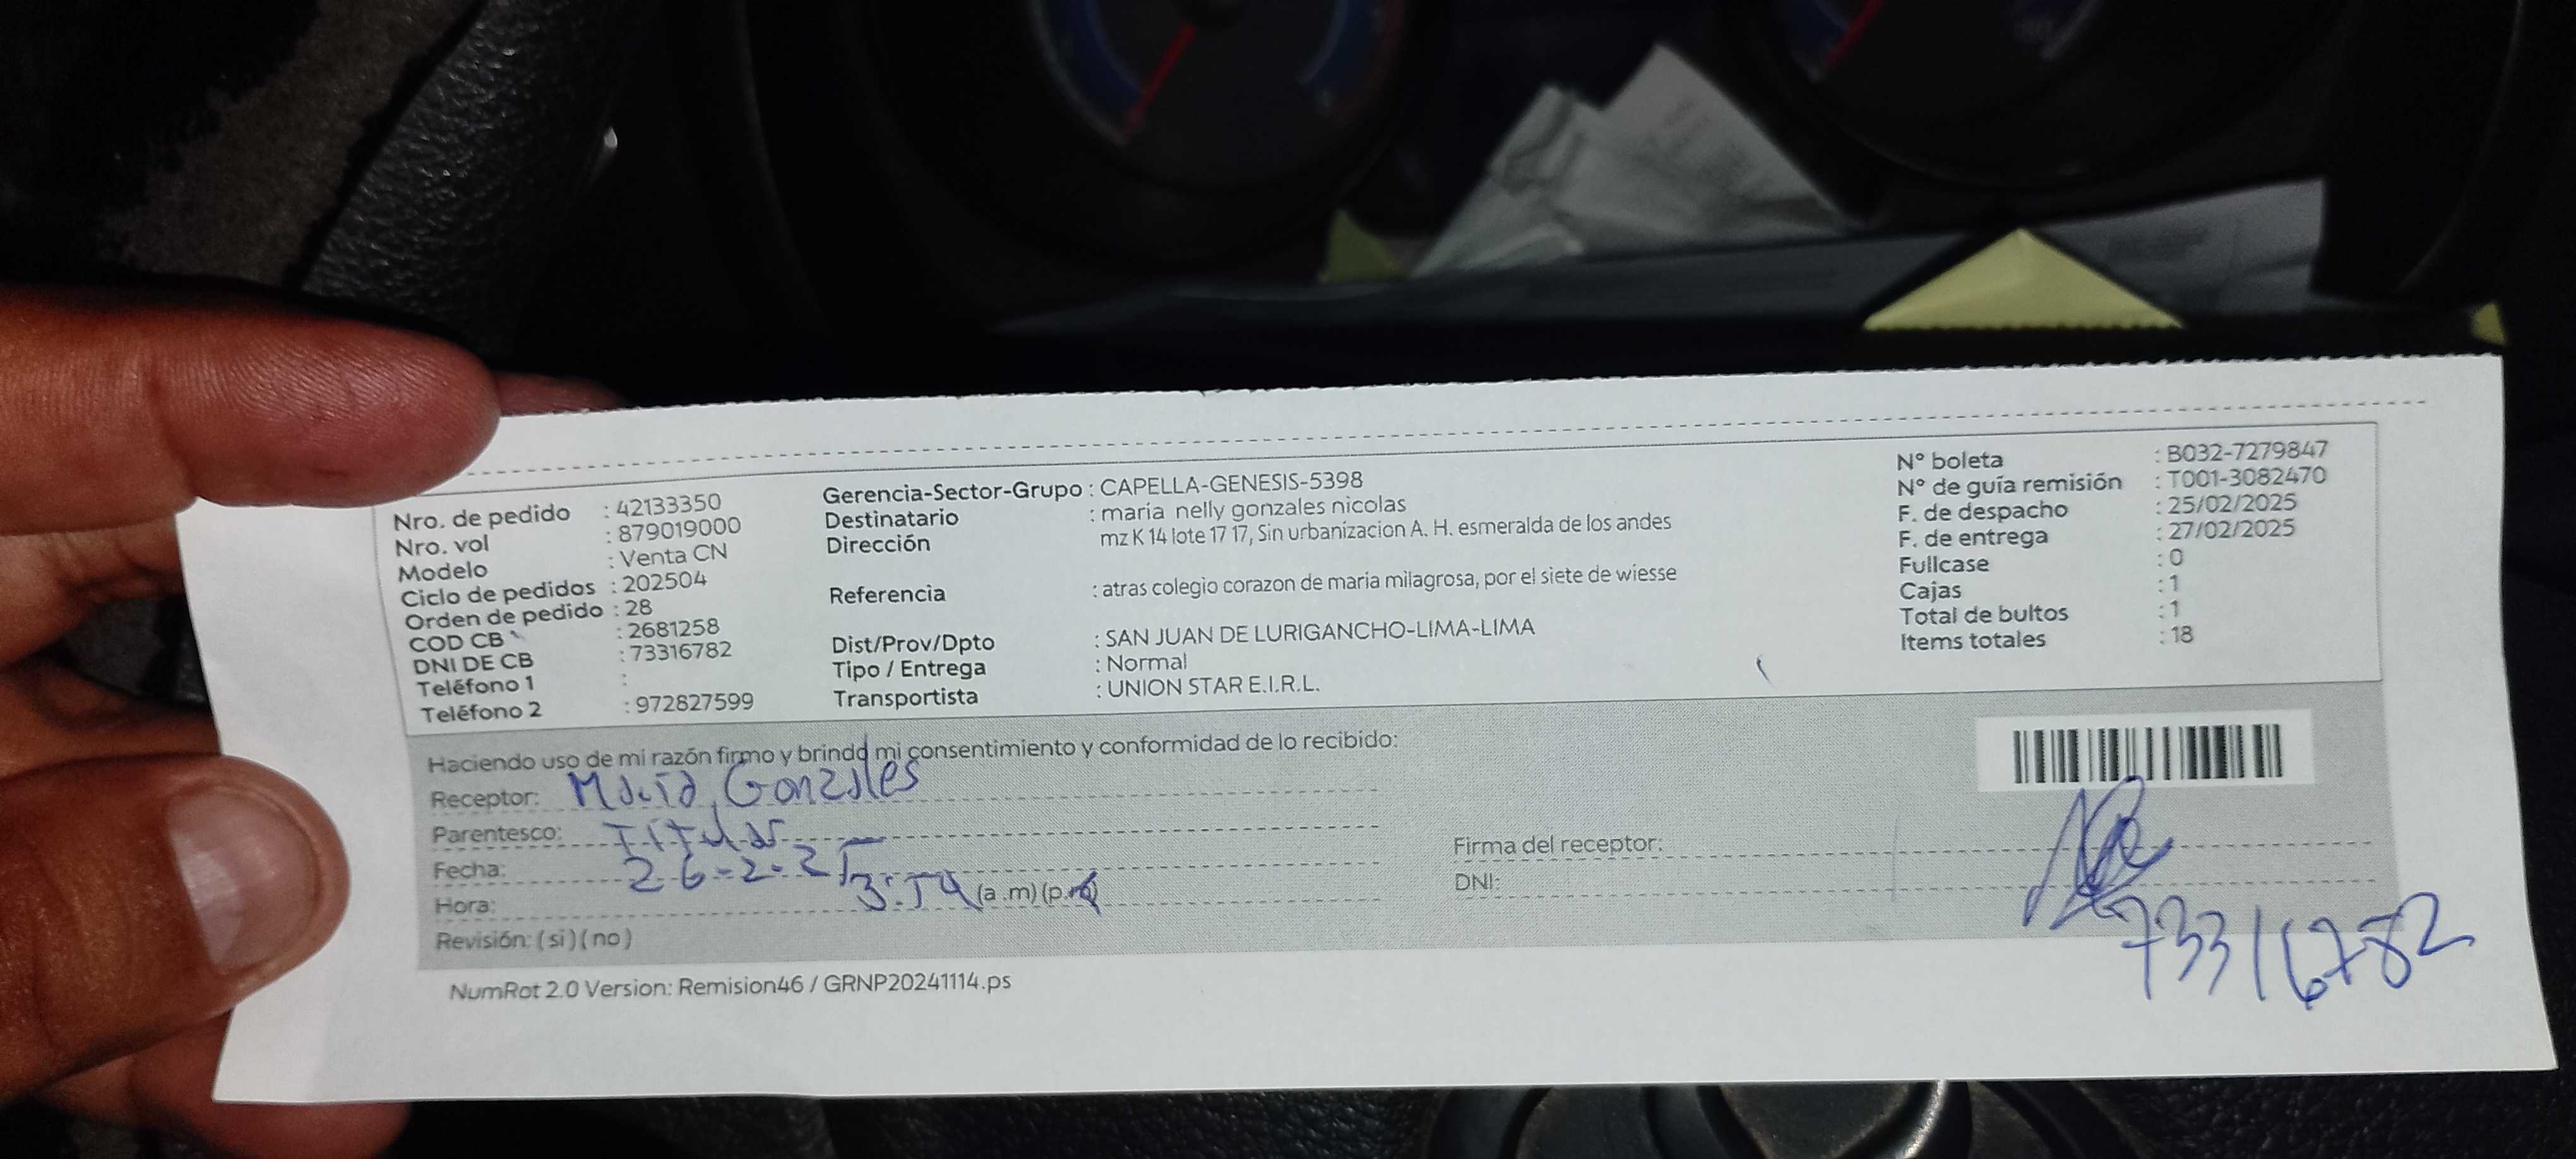 Nro. de pedido : 42133350
Nro. vol : 879019000
Modelo : Venta CN
Ciclo de pedidos : 202504
Orden de pedido : 28
COD CB : 2681258
DNI DE CB : 73316782
Teléfono 1 :
Teléfono 2 : 972827599
Gerencia-Sector-Grupo : CAPELLA-GENESIS-5398
Destinatario : maria nelly gonzales nicolas
Dirección mz K 14 lote 17 17, Sin urbanizacion A. H. esmeralda de los andes
Referencia : atras colegio corazon de maria milagrosa, por el siete de wiesse
Dist/Prov/Dpto : SAN JUAN DE LURIGANCHO-LIMA-LIMA
Tipo / Entrega : Normal
Transportista : UNION STAR E.I.R.L.
N° boleta : B032-7279847
N° de guía remisión : T001-3082470
F. de despacho : 25/02/2025
F. de entrega : 27/02/2025
Fullcase : 0
Cajas : 1
Total de bultos : 1
Items totales : 18
Haciendo uso de mi razón firmo y brindo mi consentimiento y conformidad de lo recibido:
Receptor: Maria Gonzales
Parentesco: Titular
Fecha: 26-2-25
Hora: 3:54 (a.m) (p.m)
Revisión: (si) (no)
Firma del receptor:
DNI: 73316782
NumRot 2.0 Version: Remision46 / GRNP20241114.ps